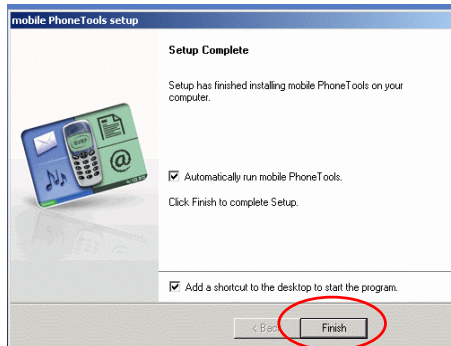 mobile PhoneTools setup
Setup Complete
Setup has finished installing mobile PhoneTools on your
computer.
BVRP
@
Automatically run mobile PhoneTools.
Click Finish to complete Setup.
Add a shortcut to the desktop to start the program.
< Back
Finish